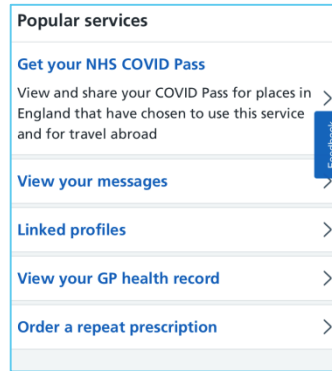 Popular services
Get your NHS COVID Pass
View and share your COVID Pass for places in
England that have chosen to use this service
and for travel abroad
Feedback
View your messages
Linked profiles
View your GP health record
Order a repeat prescription